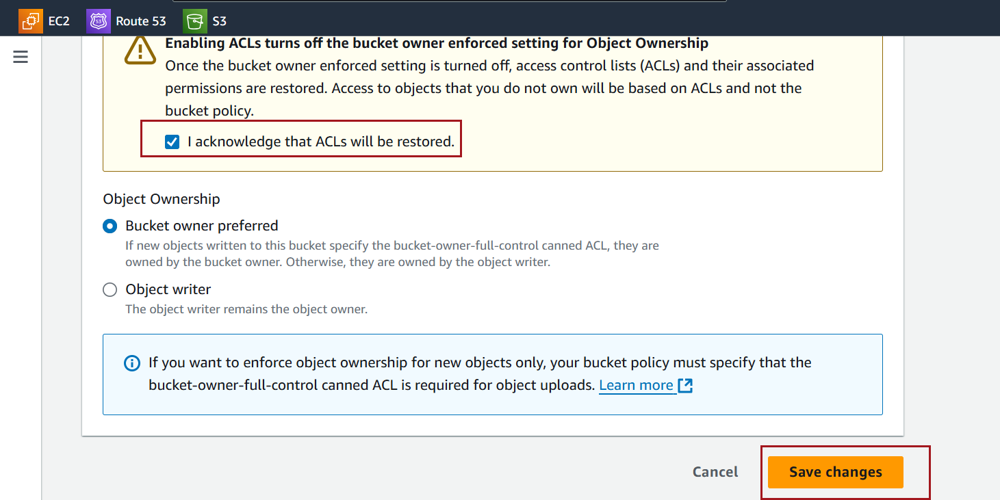 EC2 Route 53 S3
Enabling ACLs turns off the bucket owner enforced setting for Object Ownership
Once the bucket owner enforced setting is turned off, access control lists (ACLs) and their associated
permissions are restored. Access to objects that you do not own will be based on ACLs and not the
bucket policy.
I acknowledge that ACLs will be restored.
Object Ownership
Bucket owner preferred
If new objects written to this bucket specify the bucket-owner-full-control canned ACL, they are
owned by the bucket owner. Otherwise, they are owned by the object writer.
Object writer
The object writer remains the object owner.
If you want to enforce object ownership for new objects only, your bucket policy must specify that the
bucket-owner-full-control canned ACL is required for object uploads. Learn more
Cancel Save changes